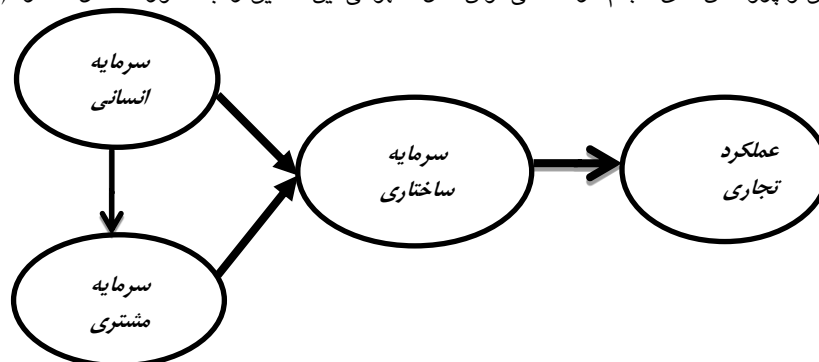 سرمایه
انسانی
سرمایه
ساختاری
عملکرد
تجاری
سرمایه
مشتری